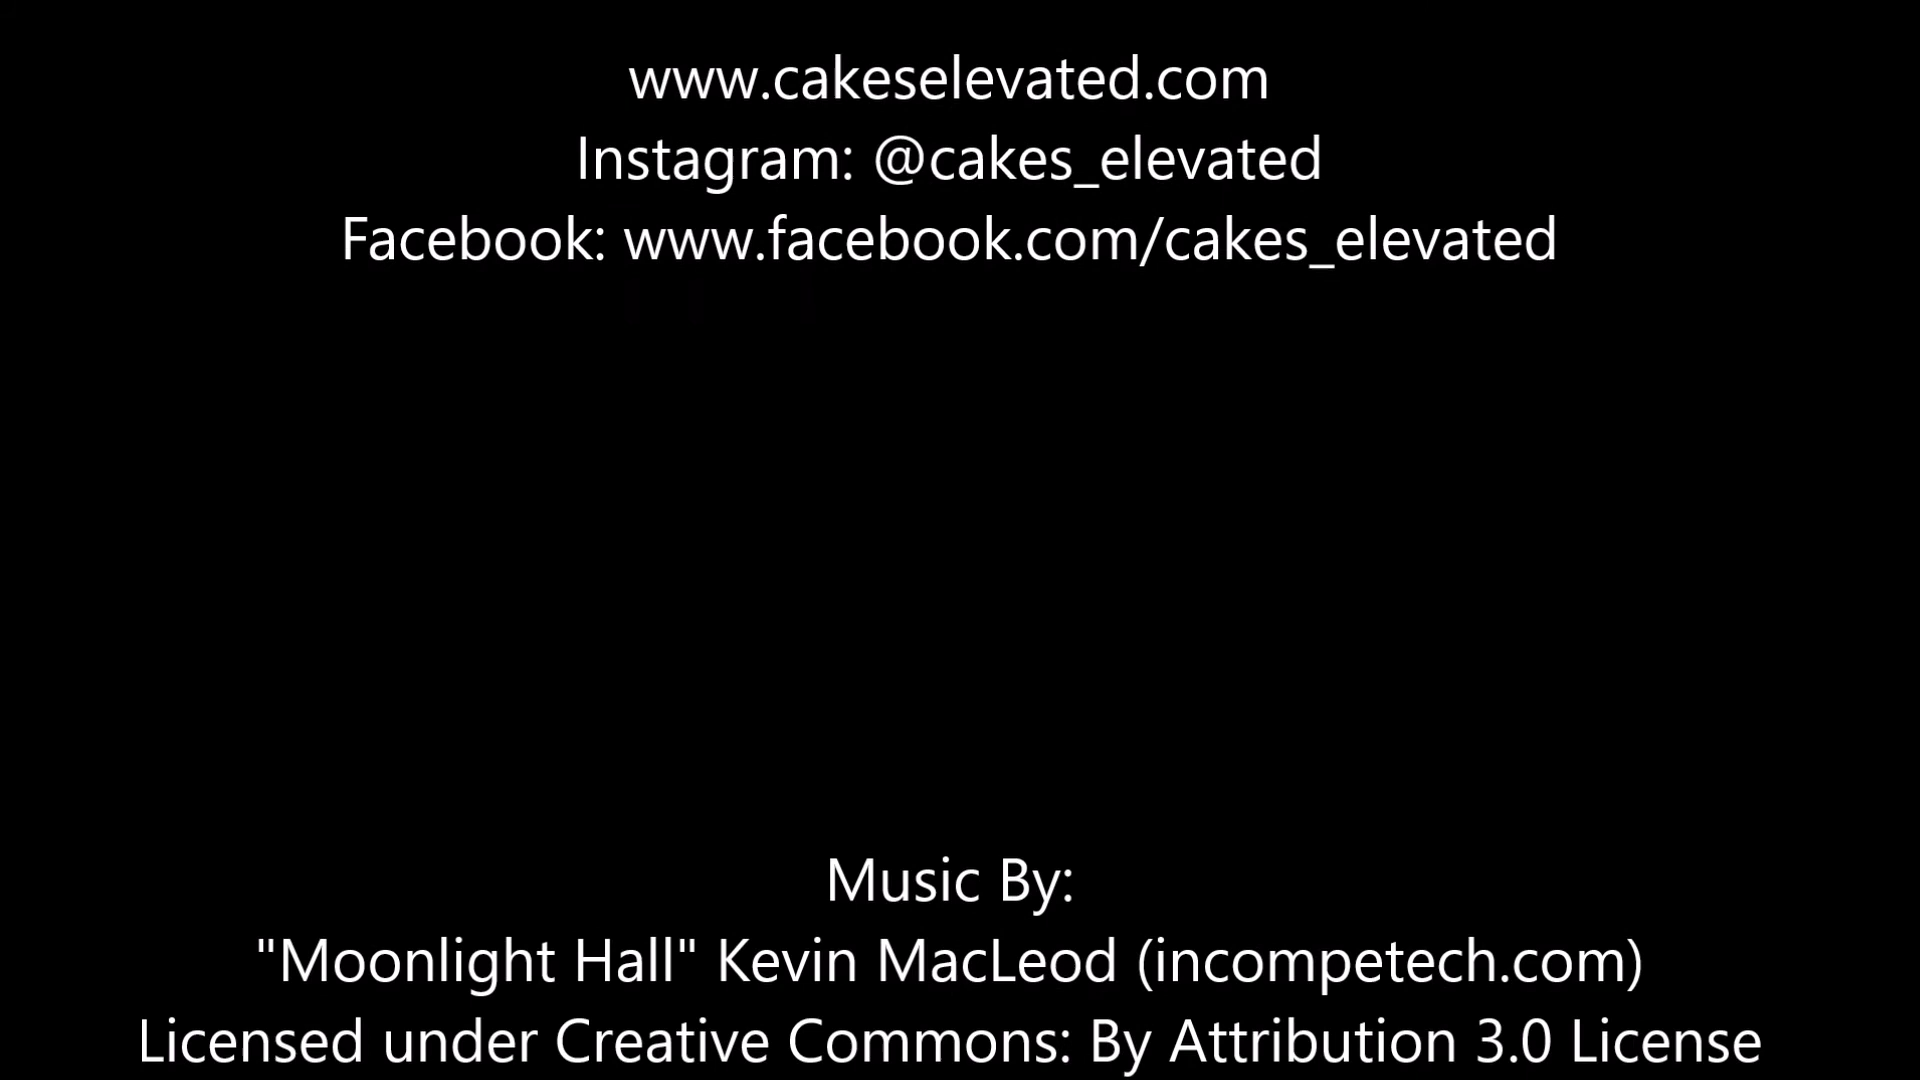 www.cakeselevated.com
Instagram: @cakes_elevated
Facebook: www.facebook.com/cakes_elevated
Music By:
"Moonlight Hall" Kevin MacLeod (incompetech.com)
Licensed under Creative Commons: By Attribution 3.0 License